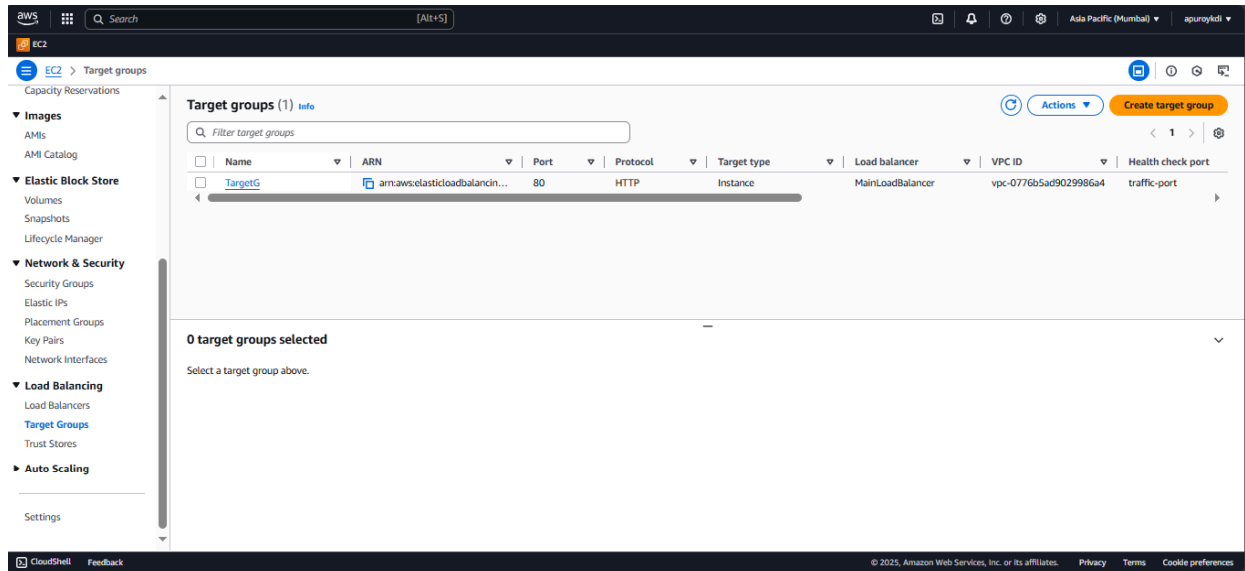 aws Search [Alt+S] Asia Pacific (Mumbai) apuroykdi
EC2
EC2 > Target groups
Capacity Reservations
Images
AMIs
AMI Catalog
Elastic Block Store
Volumes
Snapshots
Lifecycle Manager
Network & Security
Security Groups
Elastic IPs
Placement Groups
Key Pairs
Network Interfaces
Load Balancing
Load Balancers
Target Groups
Trust Stores
Auto Scaling
Settings
Target groups (1) Info Actions Create target group
Filter target groups 1
Name ARN Port Protocol Target type Load balancer VPC ID Health check port
TargetG arn:aws:elasticloadbalancin... 80 HTTP Instance MainLoadBalancer vpc-0776b5ad9029986a4 traffic-port
0 target groups selected
Select a target group above.
CloudShell Feedback © 2025, Amazon Web Services, Inc. or its affiliates. Privacy Terms Cookie preferences